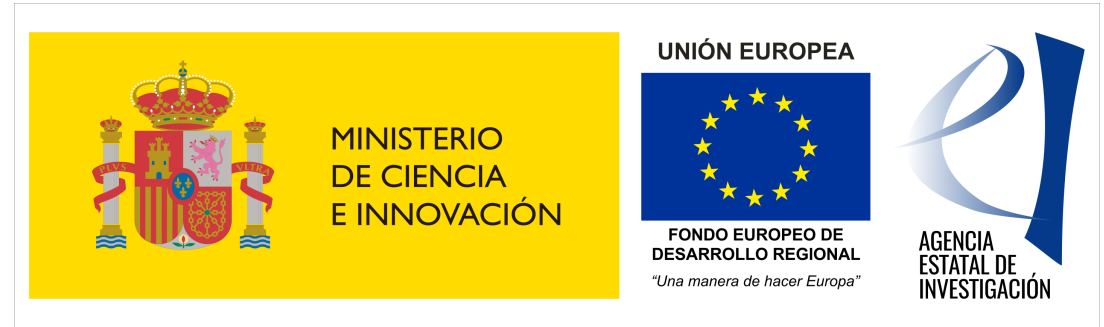 PLVS
VLTRA
MINISTERIO
DE CIENCIA
E INNOVACIÓN
UNIÓN EUROPEA
FONDO EUROPEO DE
DESARROLLO REGIONAL
“Una manera de hacer Europa”
AGENCIA
ESTATAL DE
INVESTIGACIÓN